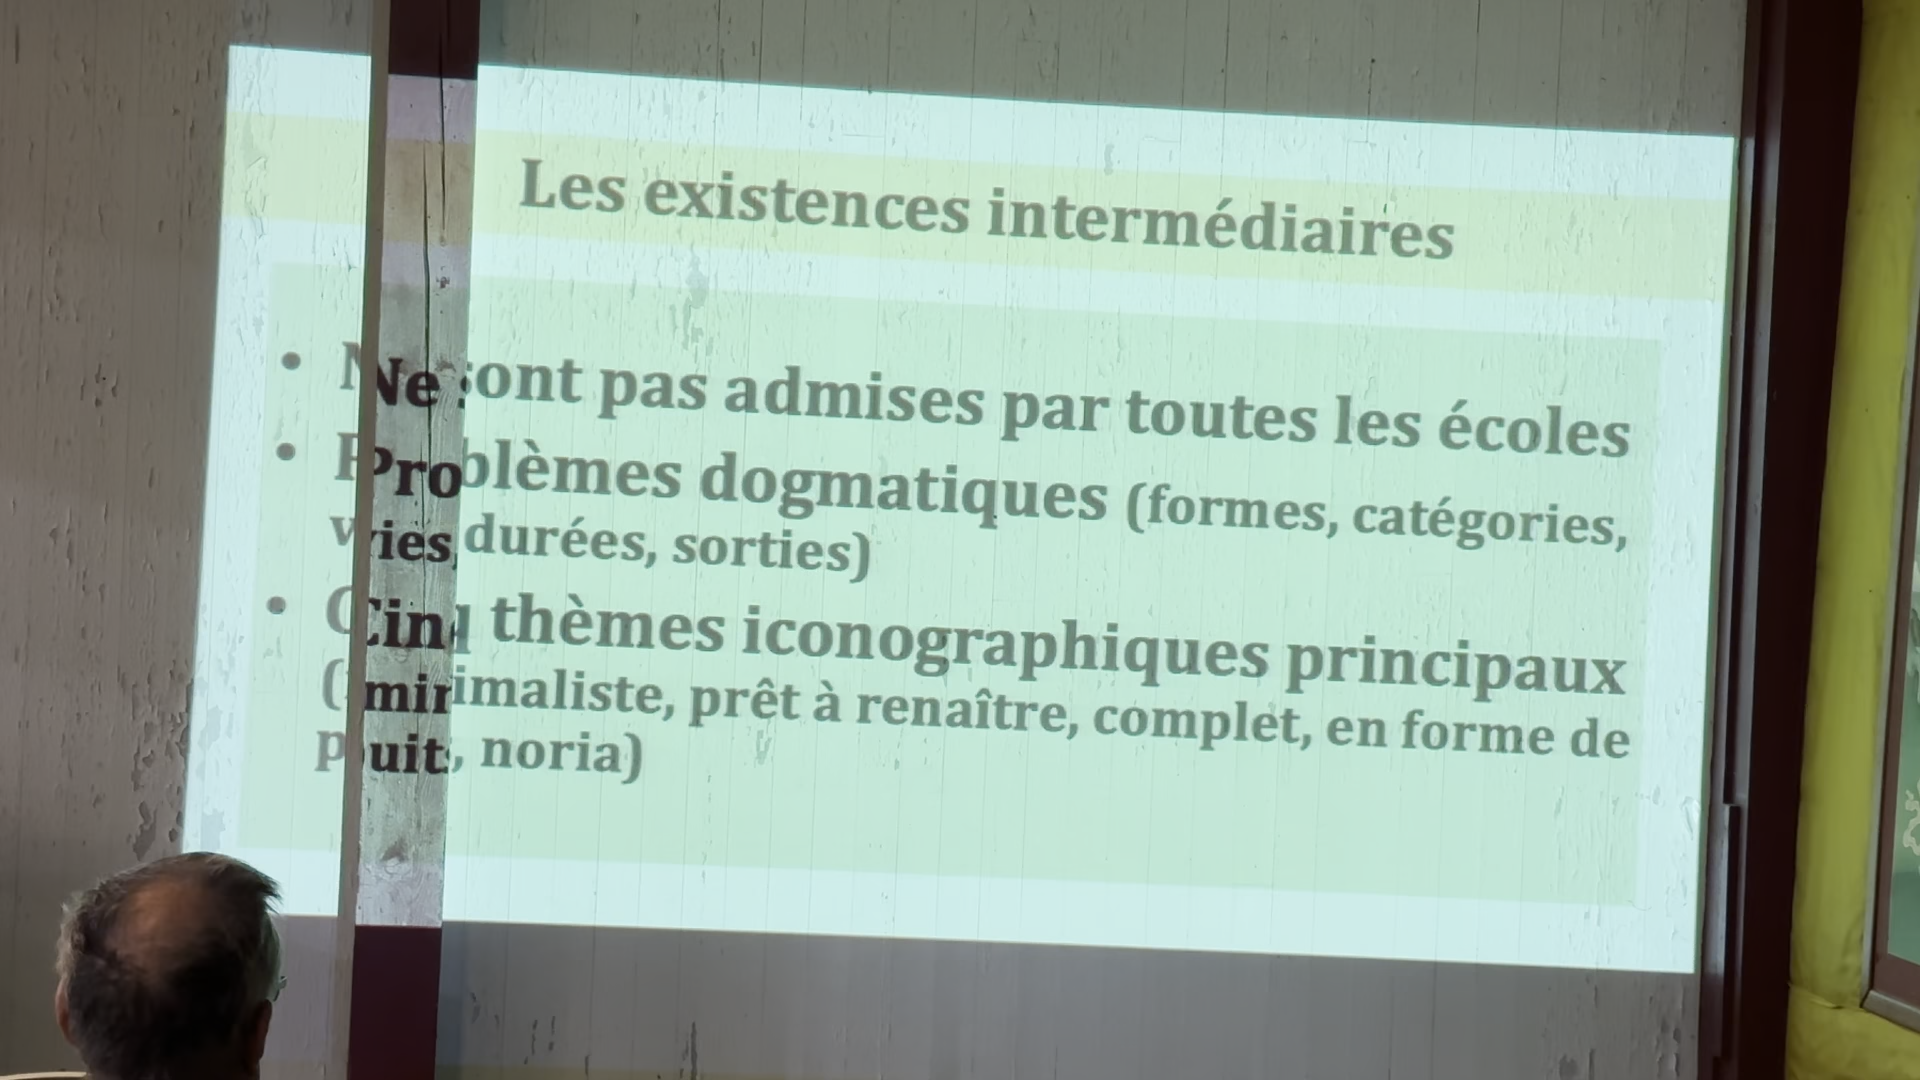 Les existences intermédiaires
• Ne sont pas admises par toutes les écoles
• Problèmes dogmatiques (formes, catégories,
vies, durées, sorties)
• Cinq thèmes iconographiques principaux
(minimaliste, prêt à renaître, complet, en forme de
puits, noria)